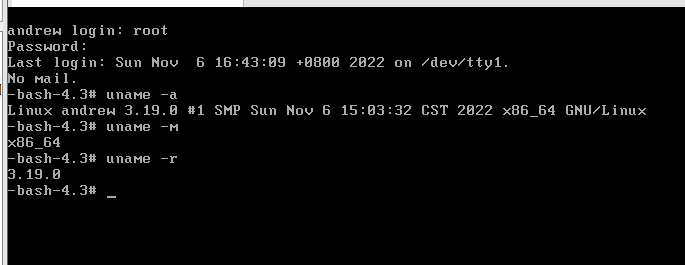 andrew login: root
Password:
Last login: Sun Nov  6 16:43:09 +0800 2022 on /dev/tty1.
No mail.
-bash-4.3# uname -a
Linux andrew 3.19.0 #1 SMP Sun Nov 6 15:03:32 CST 2022 x86_64 GNU/Linux
-bash-4.3# uname -m
x86_64
-bash-4.3# uname -r
3.19.0
-bash-4.3# _